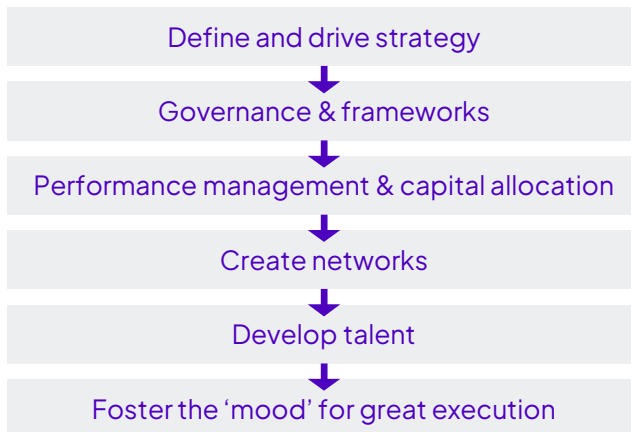 Define and drive strategy
Governance & frameworks
Performance management & capital allocation
Create networks
Develop talent
Foster the ‘mood’ for great execution